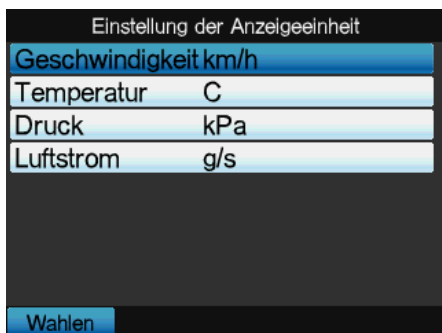 Einstellung der Anzeigeeinheit
Geschwindigkeit km/h
Temperatur C
Druck kPa
Luftstrom g/s
Wahlen